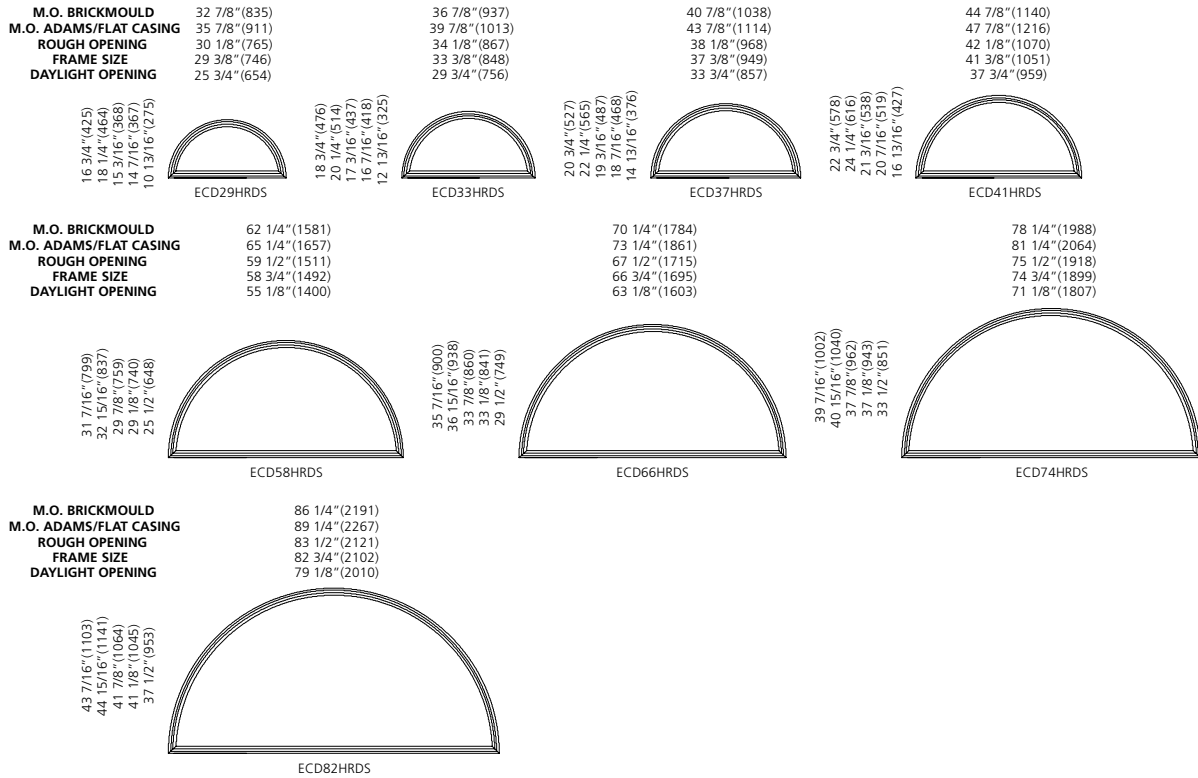 M.O. BRICKMOULD 32 7/8"(835) 36 7/8"(937) 40 7/8"(1038) 44 7/8"(1140)
M.O. ADAMS/FLAT CASING 35 7/8"(911) 39 7/8"(1013) 43 7/8"(1114) 47 7/8"(1216)
ROUGH OPENING 30 1/8"(765) 34 1/8"(867) 38 1/8"(968) 42 1/8"(1070)
FRAME SIZE 29 3/8"(746) 33 3/8"(848) 37 3/8"(949) 41 3/8"(1051)
DAYLIGHT OPENING 25 3/4"(654) 29 3/4"(756) 33 3/4"(857) 37 3/4"(959)
16 3/4"(425)
18 1/4"(464)
15 3/16"(368)
14 7/16"(367)
10 13/16"(275)
ECD29HRDS
18 3/4"(476)
20 1/4"(514)
17 3/16"(437)
16 7/16"(418)
12 13/16"(325)
ECD33HRDS
20 3/4"(527)
22 1/4"(565)
19 3/16"(487)
18 7/16"(468)
14 13/16"(376)
ECD37HRDS
22 3/4"(578)
24 1/4"(616)
21 3/16"(538)
20 7/16"(519)
16 13/16"(427)
ECD41HRDS
M.O. BRICKMOULD 62 1/4"(1581) 70 1/4"(1784) 78 1/4"(1988)
M.O. ADAMS/FLAT CASING 65 1/4"(1657) 73 1/4"(1861) 81 1/4"(2064)
ROUGH OPENING 59 1/2"(1511) 67 1/2"(1715) 75 1/2"(1918)
FRAME SIZE 58 3/4"(1492) 66 3/4"(1695) 74 3/4"(1899)
DAYLIGHT OPENING 55 1/8"(1400) 63 1/8"(1603) 71 1/8"(1807)
31 7/16"(799)
32 15/16"(837)
29 7/8"(759)
29 1/8"(740)
25 1/2"(648)
ECD58HRDS
35 7/16"(900)
36 15/16"(938)
33 7/8"(860)
33 1/8"(841)
29 1/2"(749)
ECD66HRDS
39 7/16"(1002)
40 15/16"(1040)
37 7/8"(962)
37 1/8"(943)
33 1/2"(851)
ECD74HRDS
M.O. BRICKMOULD 86 1/4"(2191)
M.O. ADAMS/FLAT CASING 89 1/4"(2267)
ROUGH OPENING 83 1/2"(2121)
FRAME SIZE 82 3/4"(2102)
DAYLIGHT OPENING 79 1/8"(2010)
43 7/16"(1103)
44 15/16"(1141)
41 7/8"(1064)
41 1/8"(1045)
37 1/2"(953)
ECD82HRDS